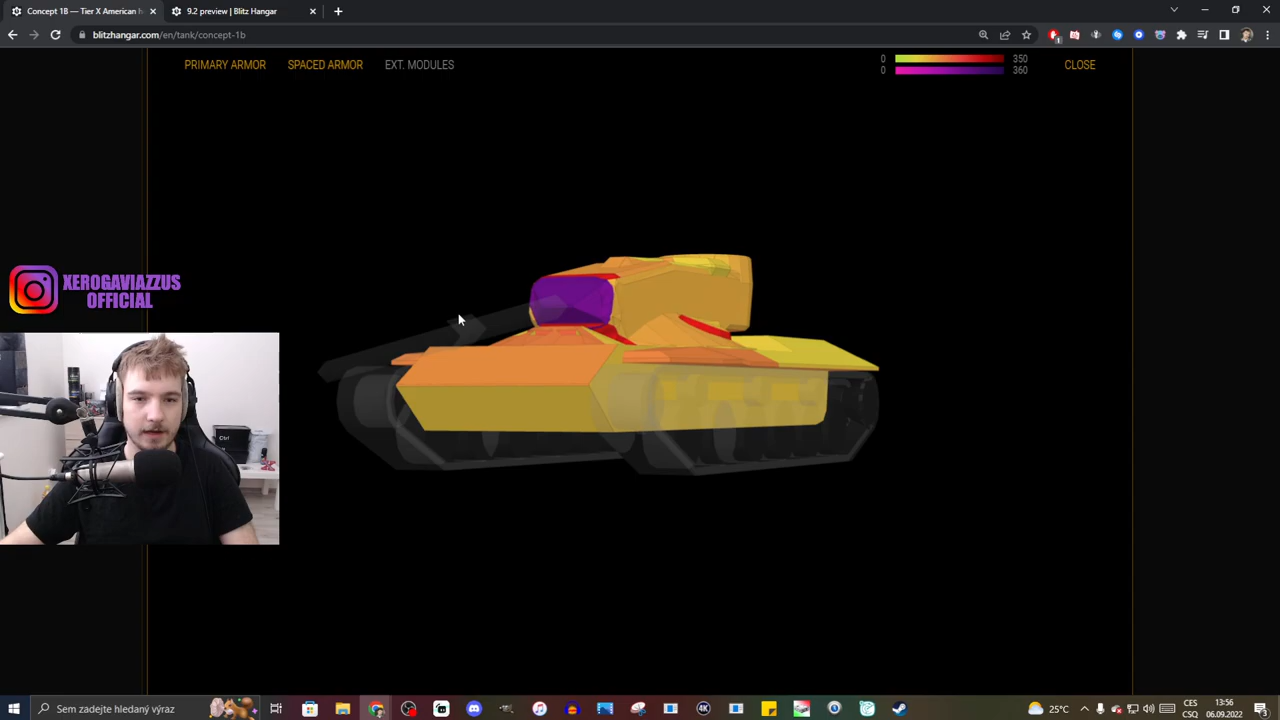 Concept 1B — Tier X American h
9.2 preview | Blitz Hangar
blitzhangar.com/en/tank/concept-1b
PRIMARY ARMOR
SPACED ARMOR
EXT. MODULES
0
350
0
360
CLOSE
XEROGAVIAZZUS
OFFICIAL
Ctrl
Sem zadejte hledaný výraz
25°C
CES
CSQ
13:56
06.09.2022